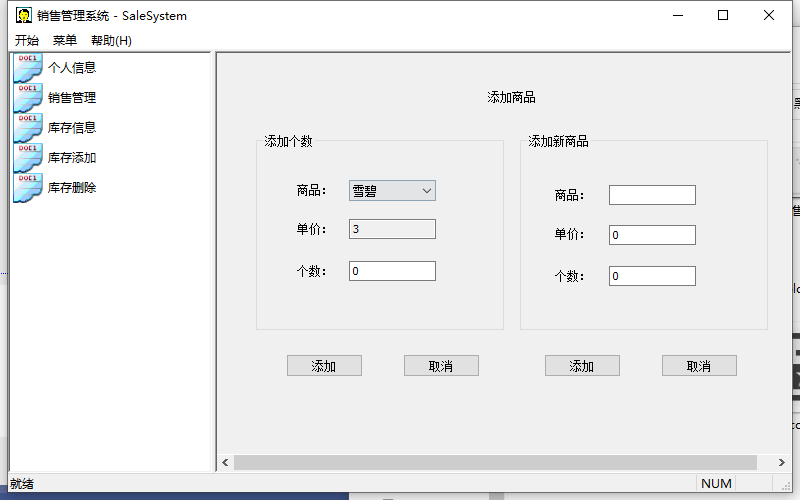 销售管理系统 - SaleSystem
开始 菜单 帮助(H)
DOC1 个人信息
DOC1 销售管理
DOC1 库存信息
DOC1 库存添加
DOC1 库存删除
添加商品
添加个数
商品： 雪碧
单价： 3
个数： 0
添加 取消
添加新商品
商品：
单价： 0
个数： 0
添加 取消
就绪
NUM